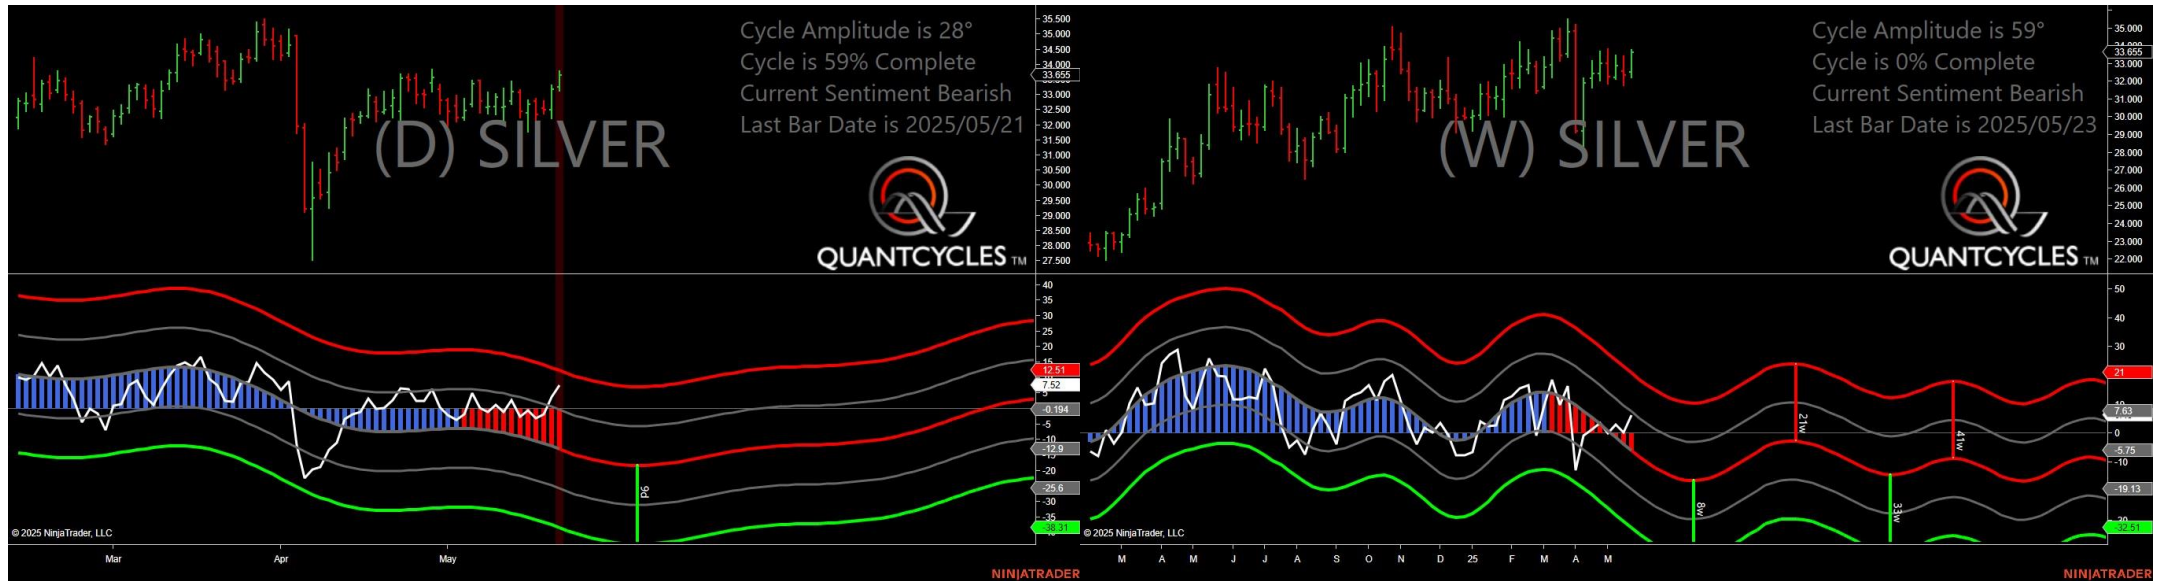 Cycle Amplitude is 28°
Cycle is 59% Complete
Current Sentiment Bearish
Last Bar Date is 2025/05/21
(D) SILVER
QUANTCYCLES TM
35.500
35.000
34.500
34.000
33.655
33.000
32.500
32.000
31.500
31.000
30.500
30.000
29.500
29.000
28.500
28.000
27.500
40
35
30
25
20
15
12.51
7.52
5
-0.194
-5
-10
-12.9
-20
-25.6
-30
-35
-38.31
9d
© 2025 NinjaTrader, LLC
Mar Apr May
NINJATRADER
Cycle Amplitude is 59°
Cycle is 0% Complete
Current Sentiment Bearish
Last Bar Date is 2025/05/23
(W) SILVER
QUANTCYCLES TM
35.000
33.655
33.000
32.000
31.000
30.000
29.000
28.000
27.000
26.000
25.000
24.000
23.000
22.000
50
40
30
21
10
7.63
0
-5.75
-10
-19.13
-32.51
8w
21w
33w
41w
© 2025 NinjaTrader, LLC
M A M J J A S O N D 25 F M A M
NINJATRADER